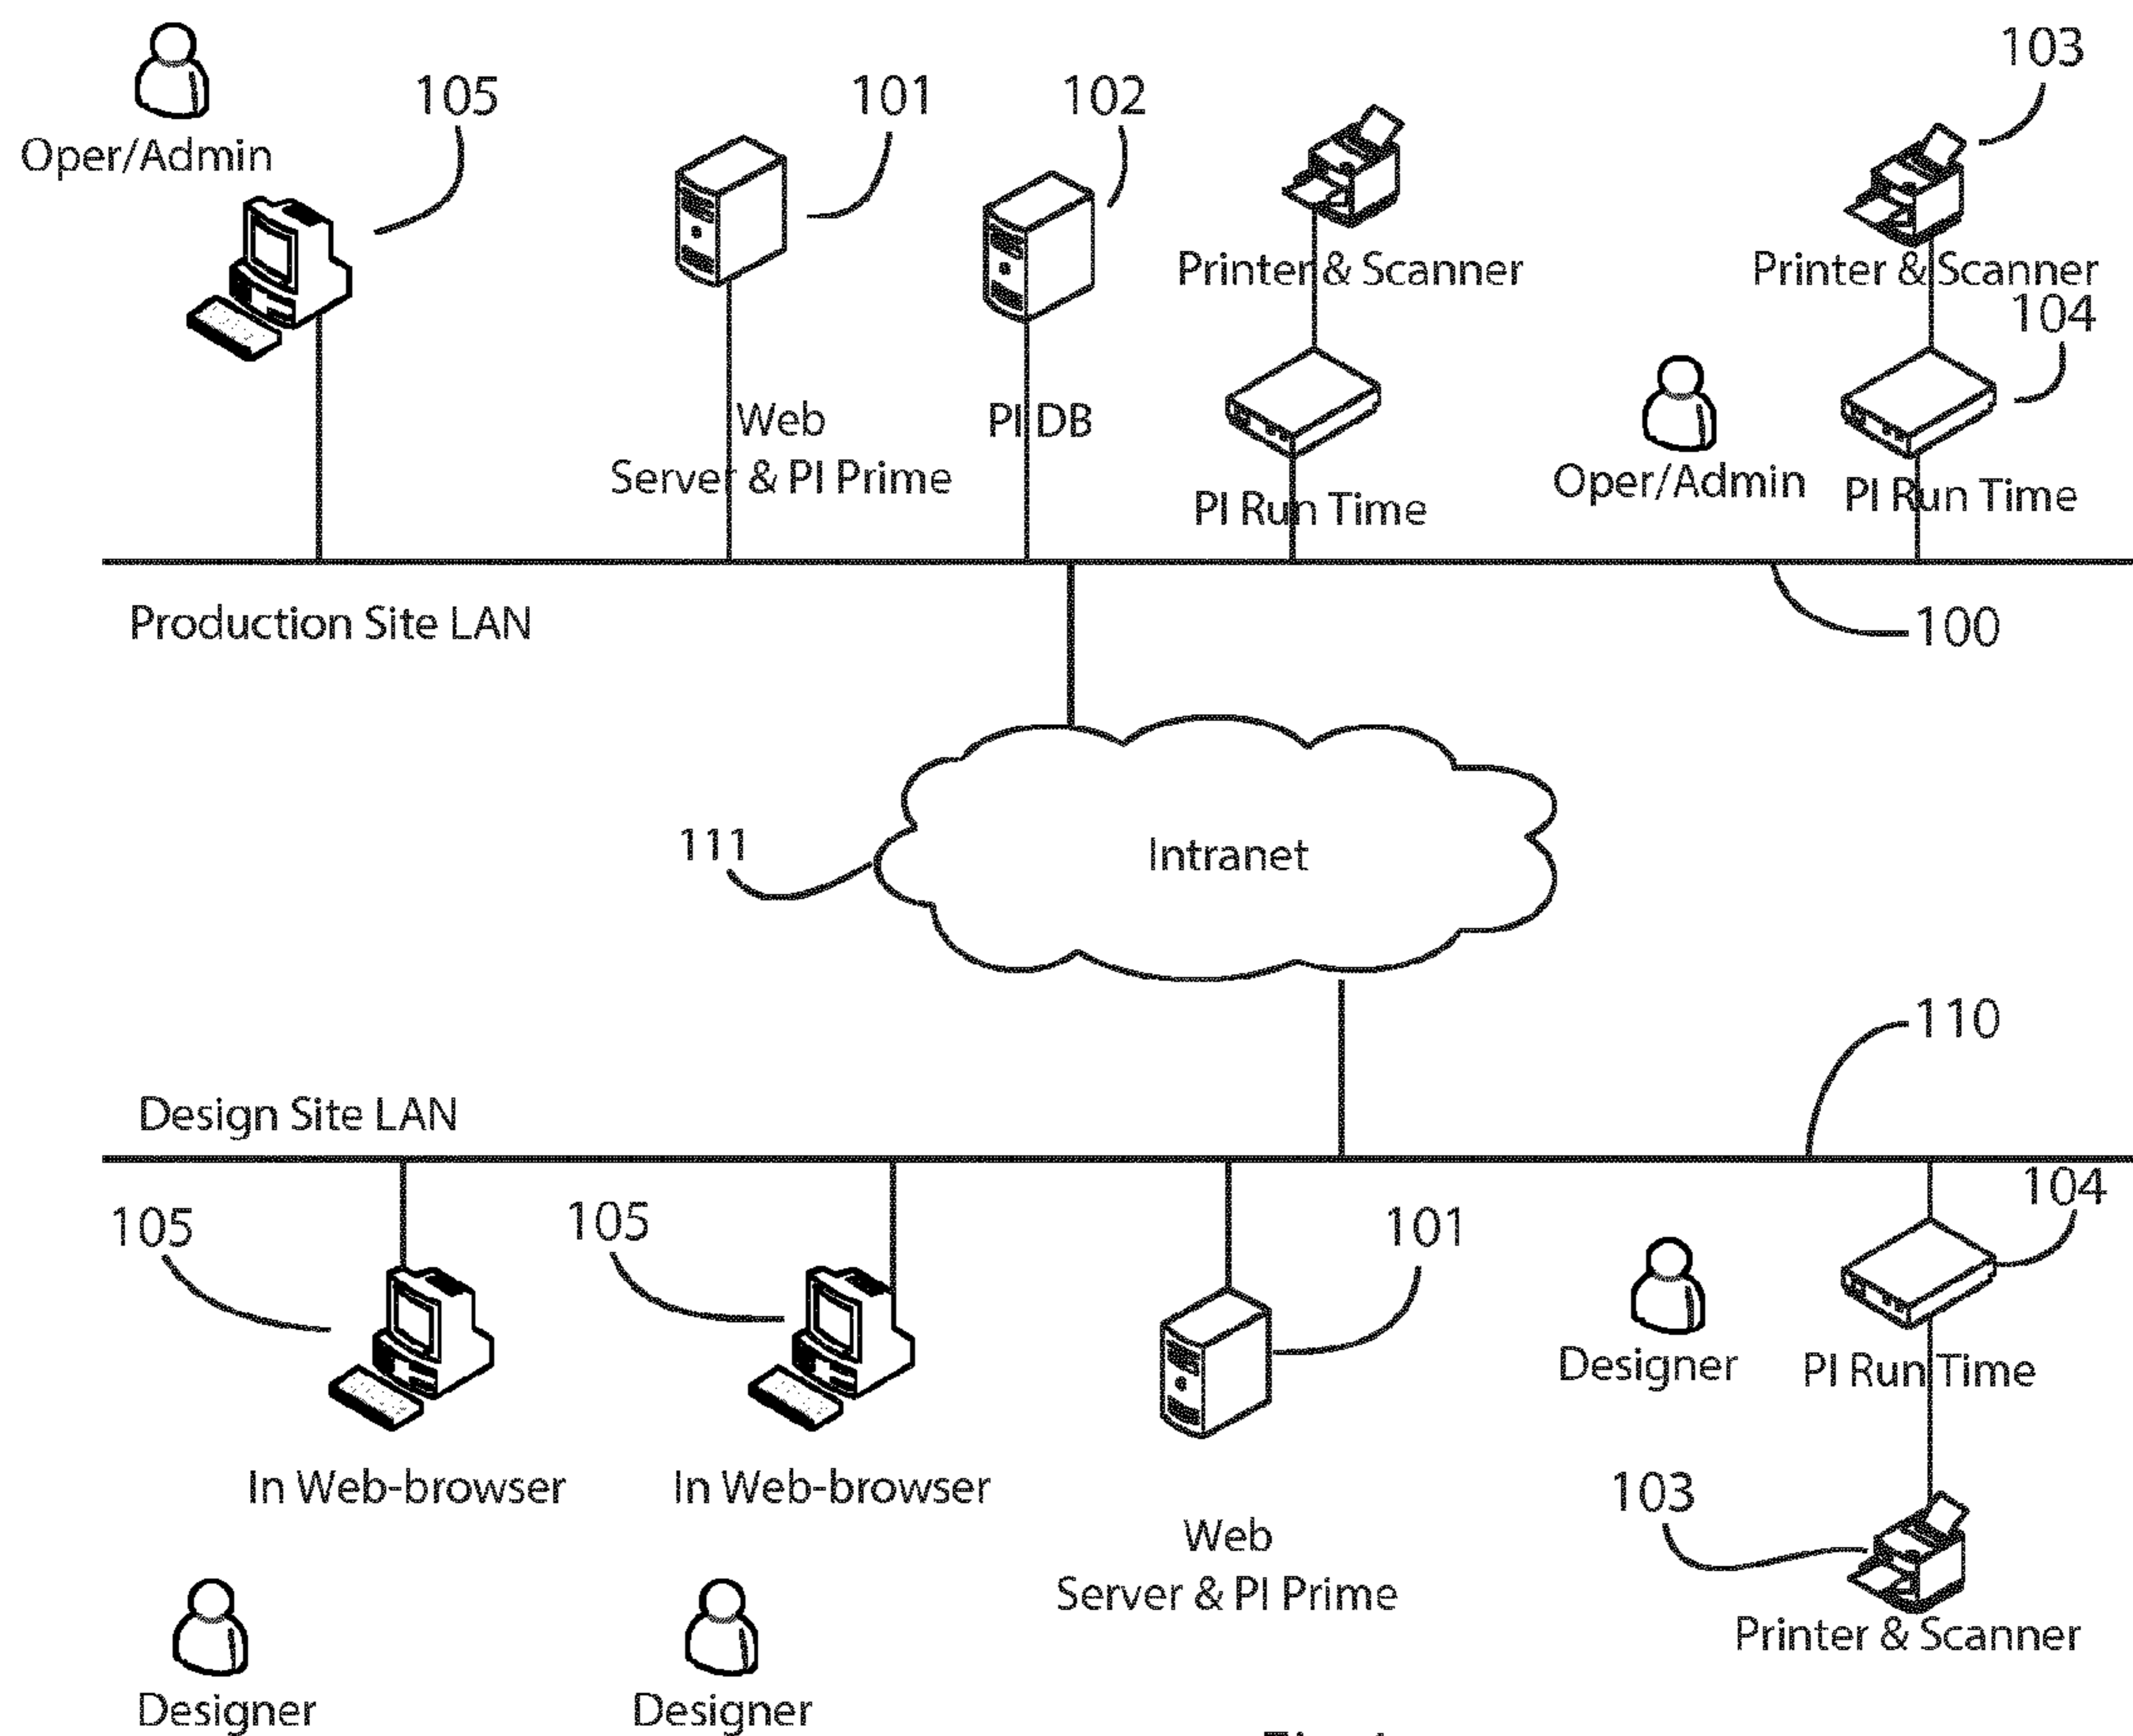 103
105
101
102
Oper/Admin
Printer & Scanner
Printer & Scanner
104
Web
Server & PI Prime
PI DB
Oper/Admin
PI Run Time
PI Run Time
Production Site LAN
100
111
Intranet
110
Design Site LAN
104
105
105
101
Designer
PI Run Time
In Web-browser
In Web-browser
103
Web
Server & PI Prime
Printer & Scanner
Designer
Designer